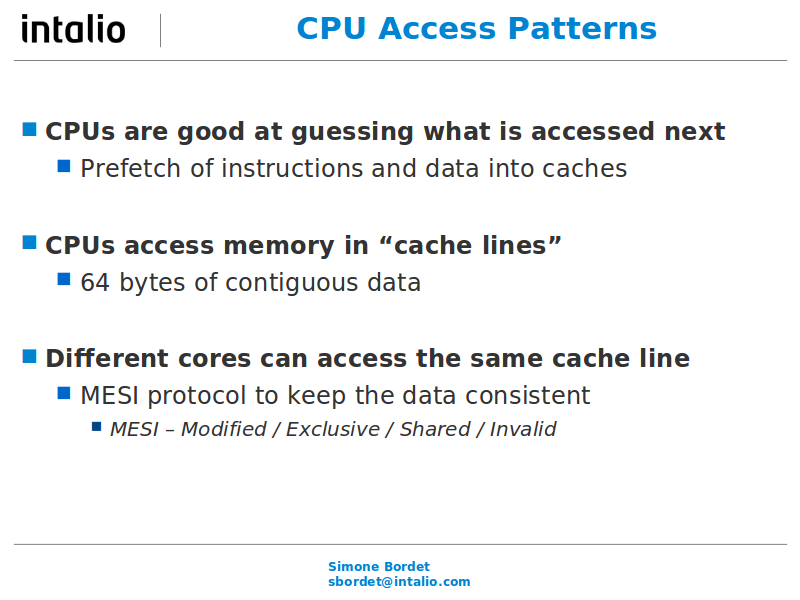 intalio
CPU Access Patterns
CPUs are good at guessing what is accessed next
Prefetch of instructions and data into caches
CPUs access memory in “cache lines”
64 bytes of contiguous data
Different cores can access the same cache line
MESI protocol to keep the data consistent
MESI – Modified / Exclusive / Shared / Invalid
Simone Bordet
sbordet@intalio.com